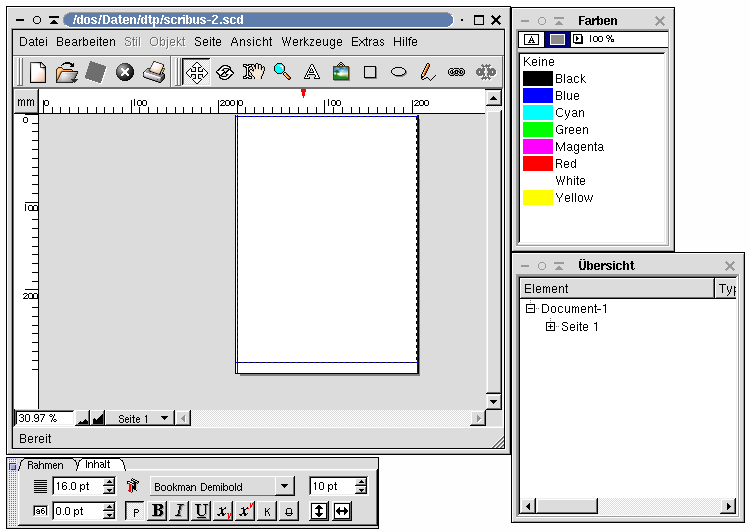 /dos/Daten/dtp/scribus-2.scd
Datei Bearbeiten Stil Objekt Seite Ansicht Werkzeuge Extras Hilfe
mm 0 100 200 0 100 200
0
100
200
30.97 % Seite 1
Bereit
Farben
A 100 %
Keine
Black
Blue
Cyan
Green
Magenta
Red
White
Yellow
Übersicht
Element Typ
Document-1
Seite 1
Rahmen Inhalt
16.0 pt Bookman Demibold 10 pt
a6 0.0 pt P B I U xy x^y K O